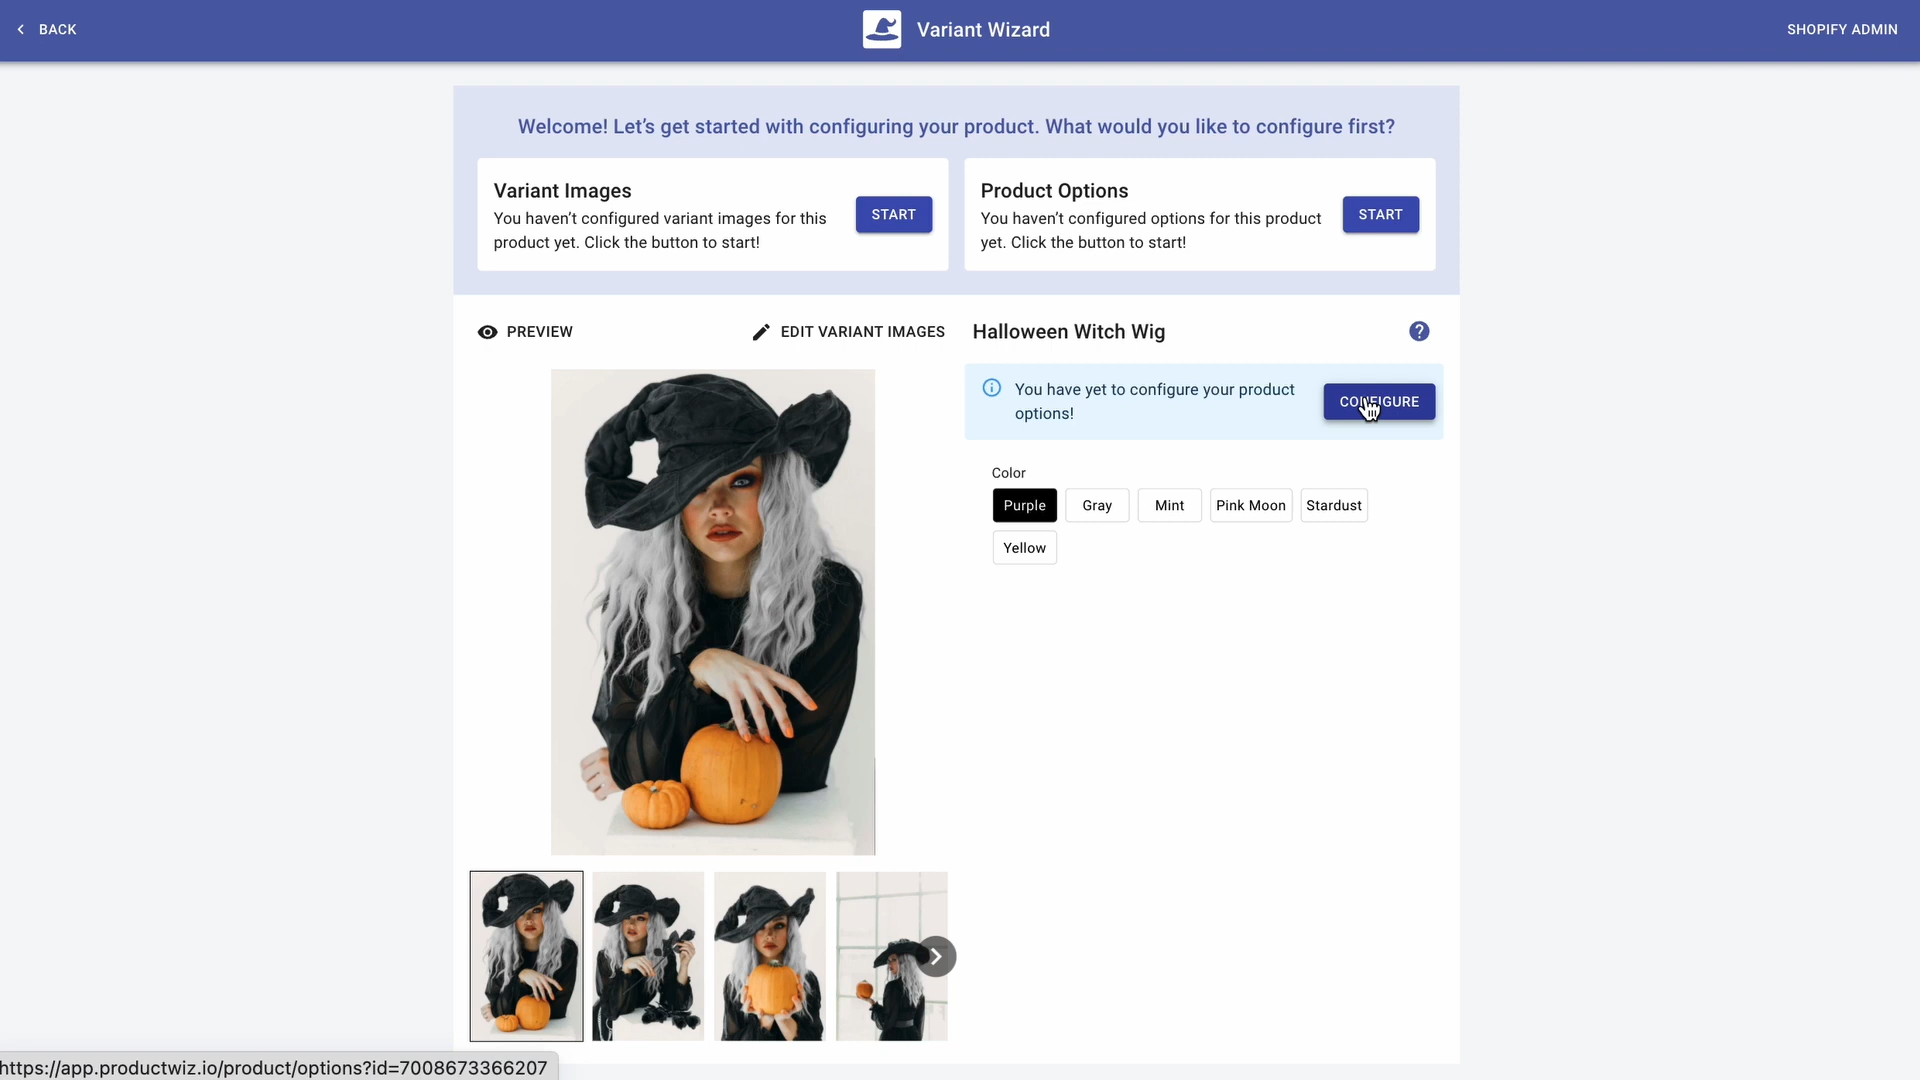 BACK
Variant Wizard
SHOPIFY ADMIN
Welcome! Let’s get started with configuring your product. What would you like to configure first?
Variant Images
You haven’t configured variant images for this
product yet. Click the button to start!
START
Product Options
You haven’t configured options for this product
yet. Click the button to start!
START
PREVIEW
EDIT VARIANT IMAGES
Halloween Witch Wig
?
You have yet to configure your product
options!
CONFIGURE
Color
Purple
Gray
Mint
Pink Moon
Stardust
Yellow
https://app.productwiz.io/product/options?id=7008673366207